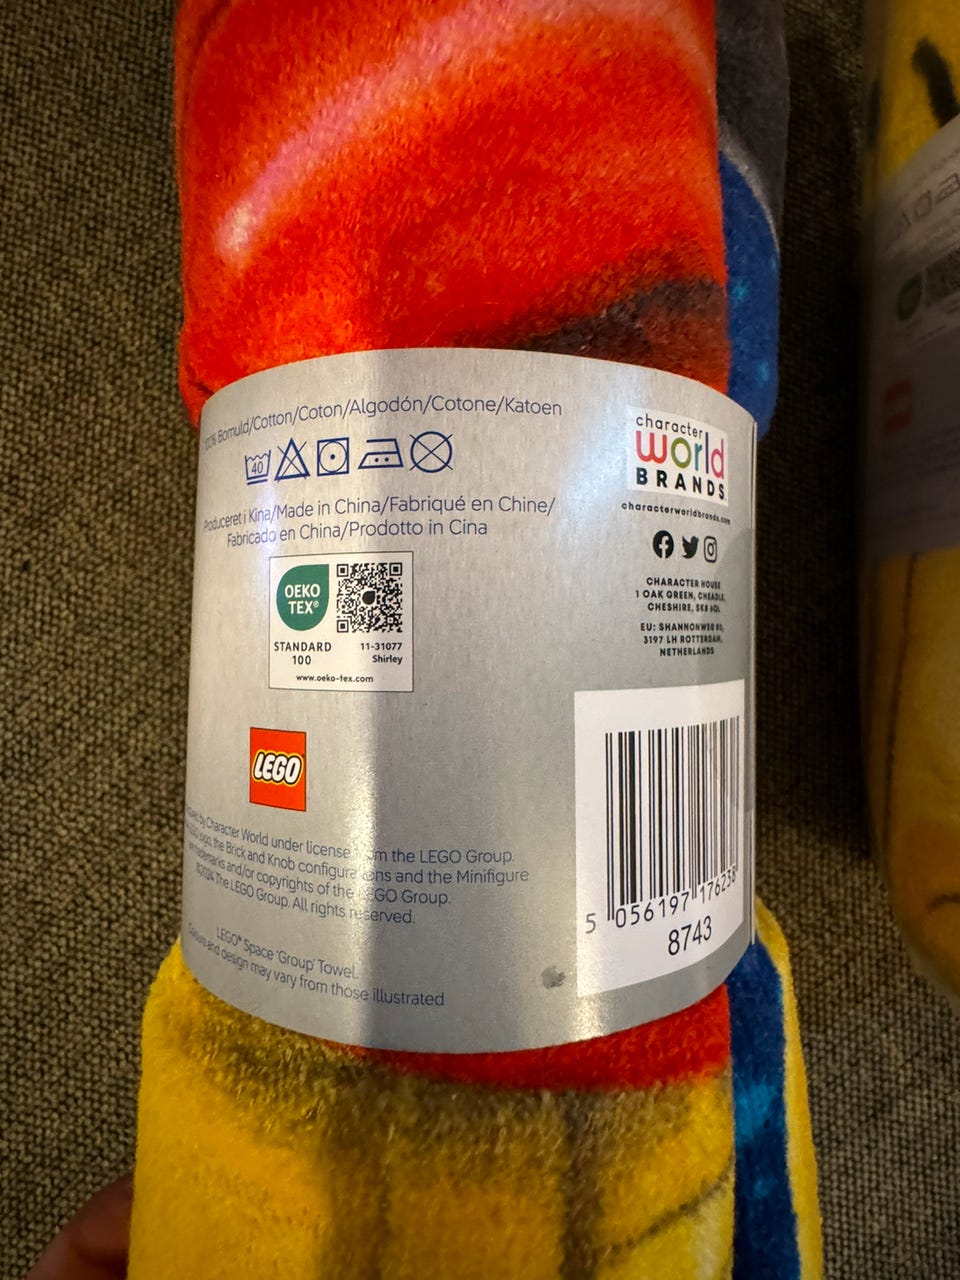 100% Bomuld/Cotton/Coton/Algodón/Cotone/Katoen
40
Produceret i Kina/Made in China/Fabriqué en Chine/
Fabricado en China/Prodotto in Cina
OEKO
TEX®
STANDARD
100
11-31077
Shirley
www.oeko-tex.com
LEGO
by Character World under license from the LEGO Group.
logo, the Brick and Knob configurations and the Minifigure
trademarks and/or copyrights of the LEGO Group.
©2024 The LEGO Group. All rights reserved.
LEGO® Space 'Group' Towel.
and design may vary from those illustrated
character
world
BRANDS
characterworldbrands.com
CHARACTER HOUSE
1 OAK GREEN, CHEADLE,
CHESHIRE, SK8 6QL
EU: SHANNONWEG
3197 LH ROTTERDAM,
NETHERLANDS
5 056197 176258
8743